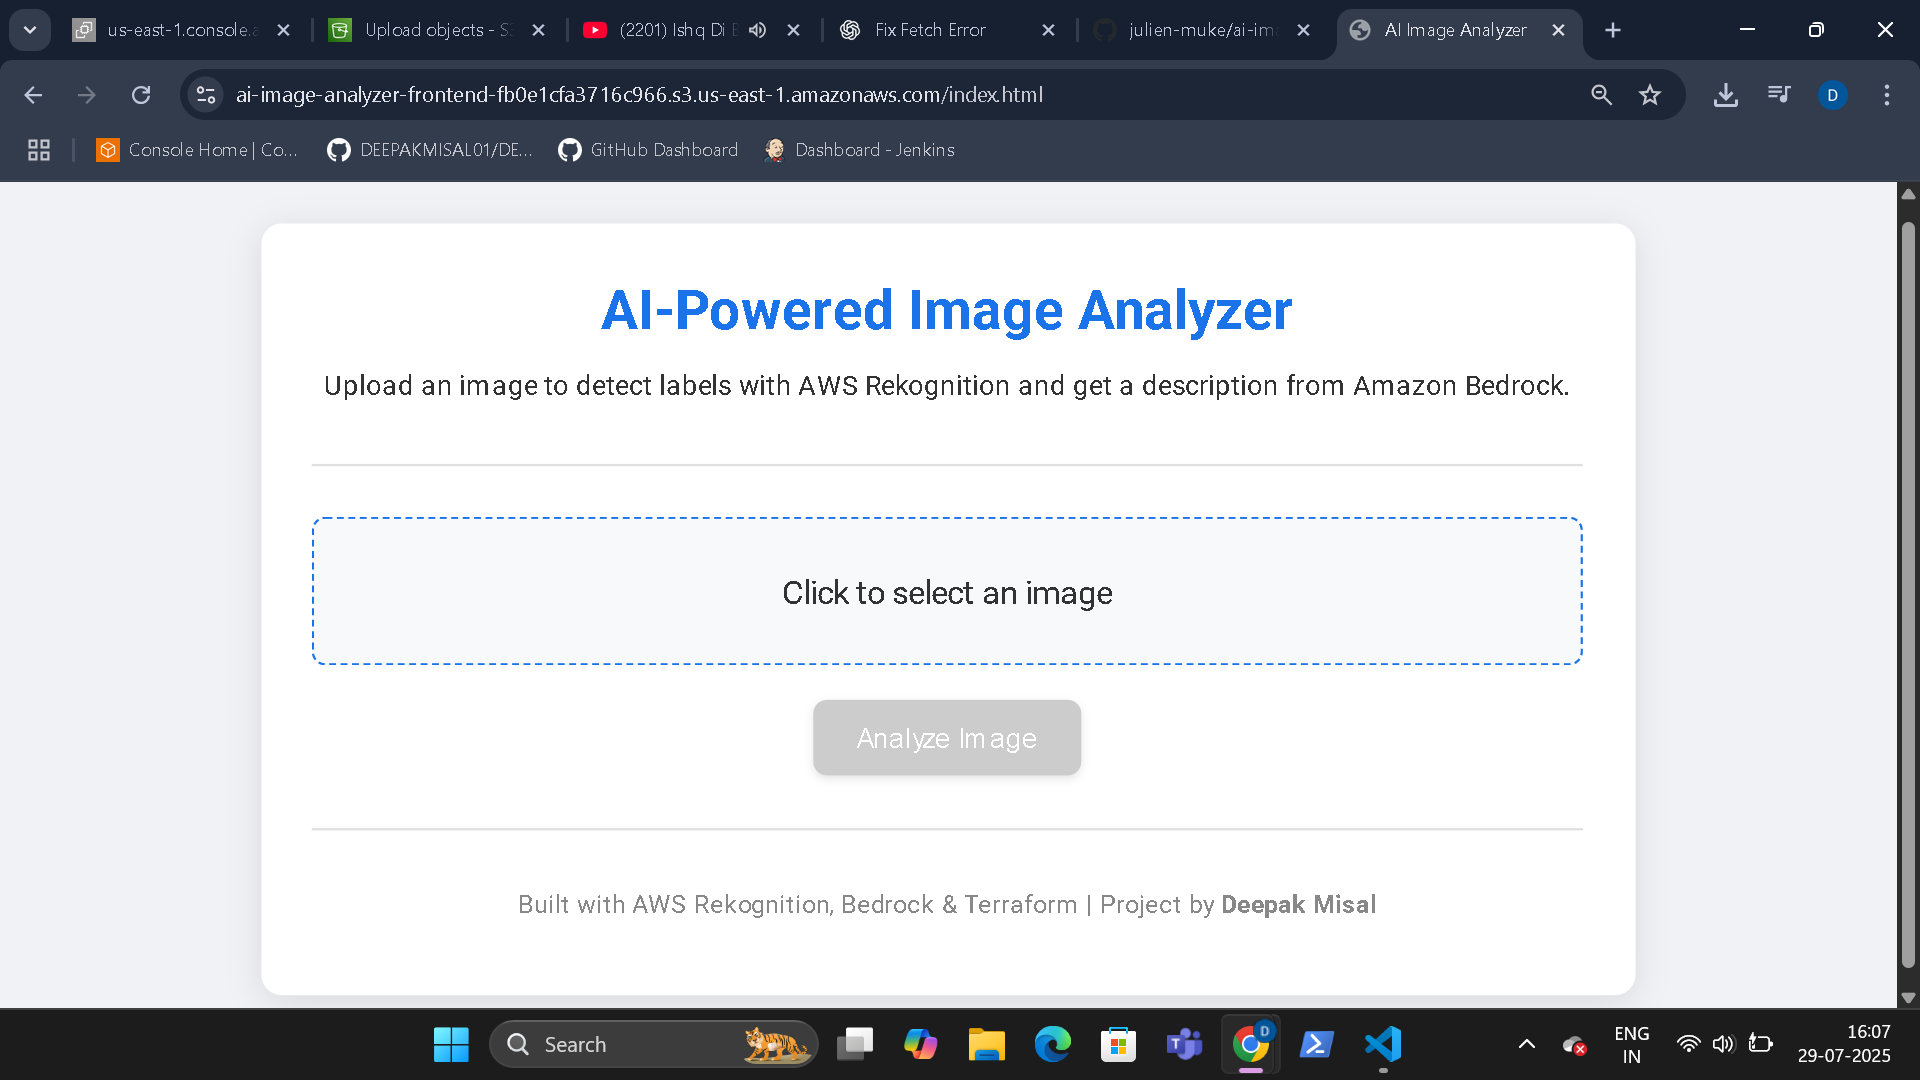 us-east-1.console.a
Upload objects - S3
(2201) Ishq Di B
Fix Fetch Error
julien-muke/ai-ima
AI Image Analyzer
ai-image-analyzer-frontend-fb0e1cfa3716c966.s3.us-east-1.amazonaws.com/index.html
D
Console Home | Co...
DEEPAKMISAL01/DE...
GitHub Dashboard
Dashboard - Jenkins
AI-Powered Image Analyzer
Upload an image to detect labels with AWS Rekognition and get a description from Amazon Bedrock.
Click to select an image
Analyze Image
Built with AWS Rekognition, Bedrock & Terraform | Project by Deepak Misal
Search
D
ENG
IN
16:07
29-07-2025